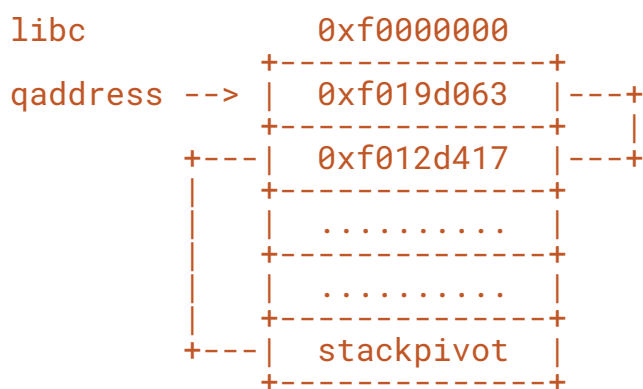 libc 0xf0000000
qaddress --> | 0xf019d063 |---+
+---| 0xf012d417 |---+
| .......... |
| .......... |
+---| stackpivot |